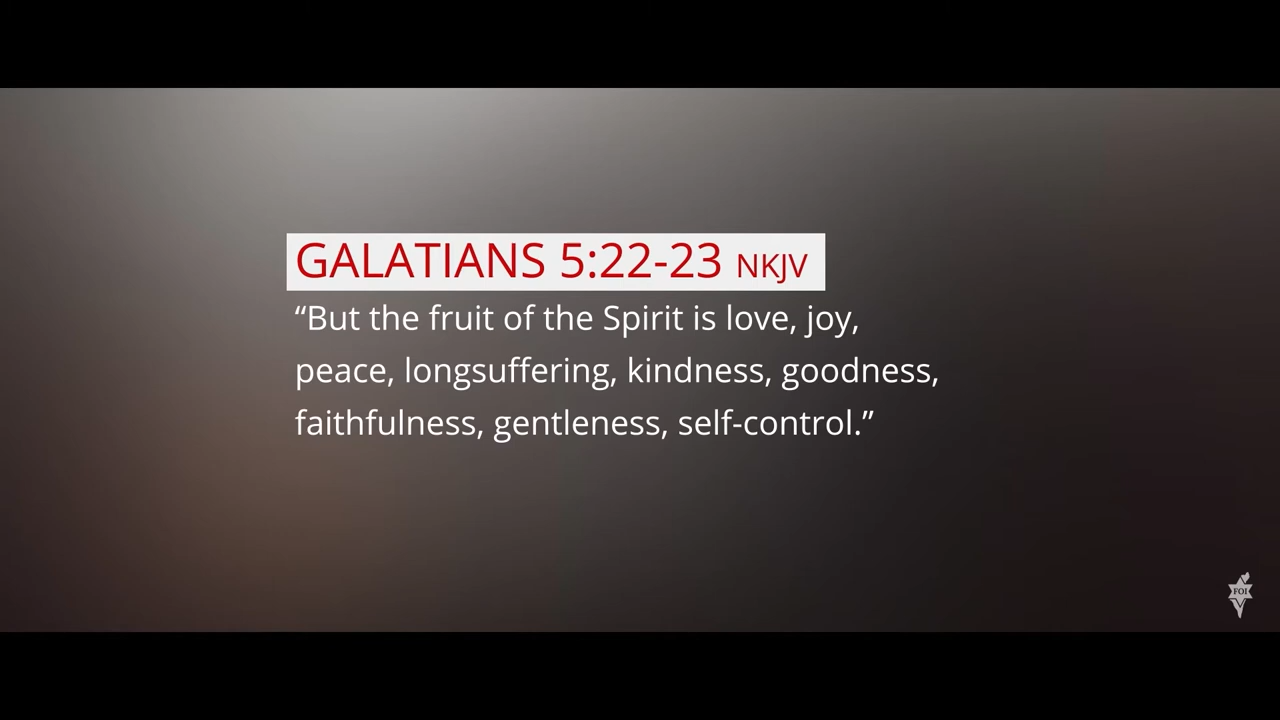 GALATIANS 5:22-23 NKJV
“But the fruit of the Spirit is love, joy,
peace, longsuffering, kindness, goodness,
faithfulness, gentleness, self-control.”
FOI